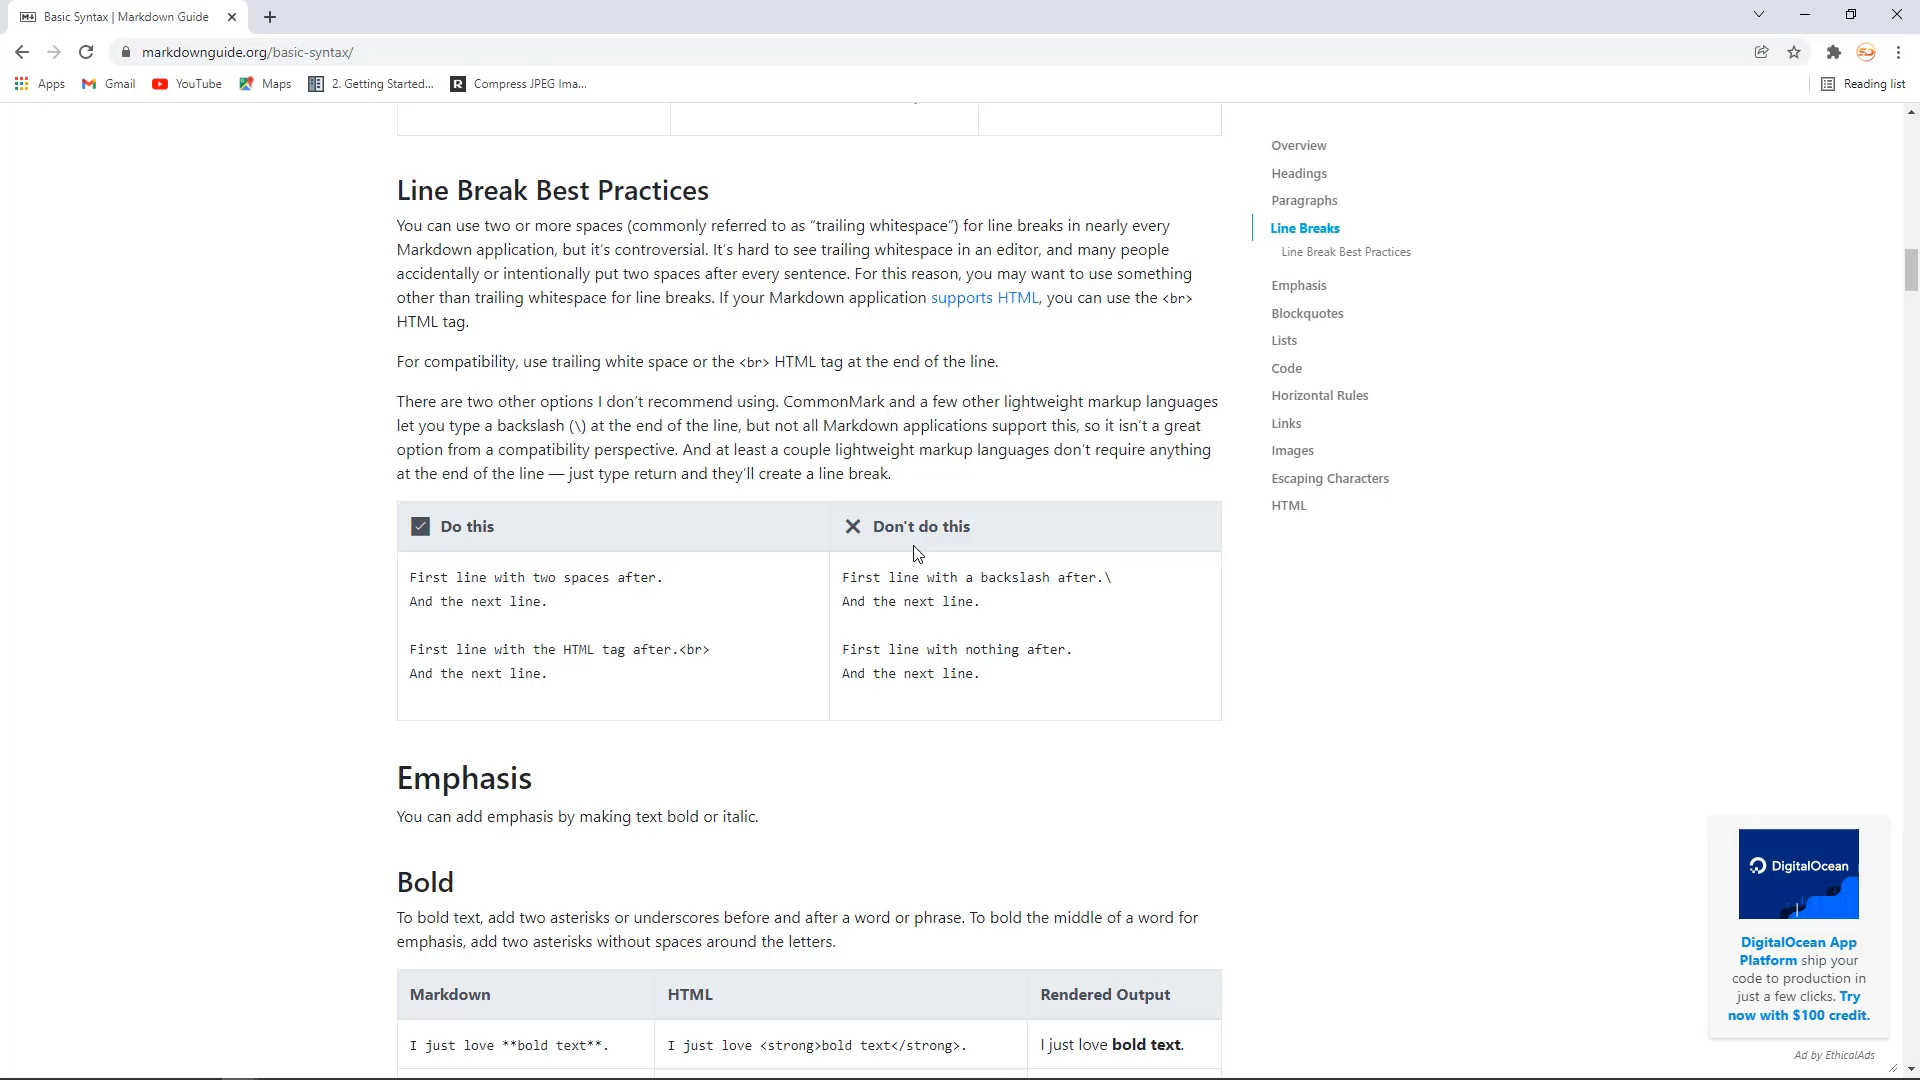 Basic Syntax | Markdown Guide
markdownguide.org/basic-syntax/
Apps
Gmail
YouTube
Maps
2. Getting Started...
Compress JPEG Ima...
Reading list
Line Break Best Practices
You can use two or more spaces (commonly referred to as “trailing whitespace”) for line breaks in nearly every
Markdown application, but it’s controversial. It’s hard to see trailing whitespace in an editor, and many people
accidentally or intentionally put two spaces after every sentence. For this reason, you may want to use something
other than trailing whitespace for line breaks. If your Markdown application supports HTML, you can use the <br>
HTML tag.
For compatibility, use trailing white space or the <br> HTML tag at the end of the line.
There are two other options I don’t recommend using. CommonMark and a few other lightweight markup languages
let you type a backslash (\) at the end of the line, but not all Markdown applications support this, so it isn’t a great
option from a compatibility perspective. And at least a couple lightweight markup languages don’t require anything
at the end of the line — just type return and they’ll create a line break.
Do this
Don't do this
First line with two spaces after.
And the next line.
First line with the HTML tag after.<br>
And the next line.
First line with a backslash after.\
And the next line.
First line with nothing after.
And the next line.
Emphasis
You can add emphasis by making text bold or italic.
Bold
To bold text, add two asterisks or underscores before and after a word or phrase. To bold the middle of a word for
emphasis, add two asterisks without spaces around the letters.
Markdown
HTML
Rendered Output
I just love **bold text**.
I just love <strong>bold text</strong>.
I just love bold text.
Overview
Headings
Paragraphs
Line Breaks
Line Break Best Practices
Emphasis
Blockquotes
Lists
Code
Horizontal Rules
Links
Images
Escaping Characters
HTML
DigitalOcean
DigitalOcean App
Platform ship your
code to production in
just a few clicks. Try
now with $100 credit.
Ad by EthicalAds